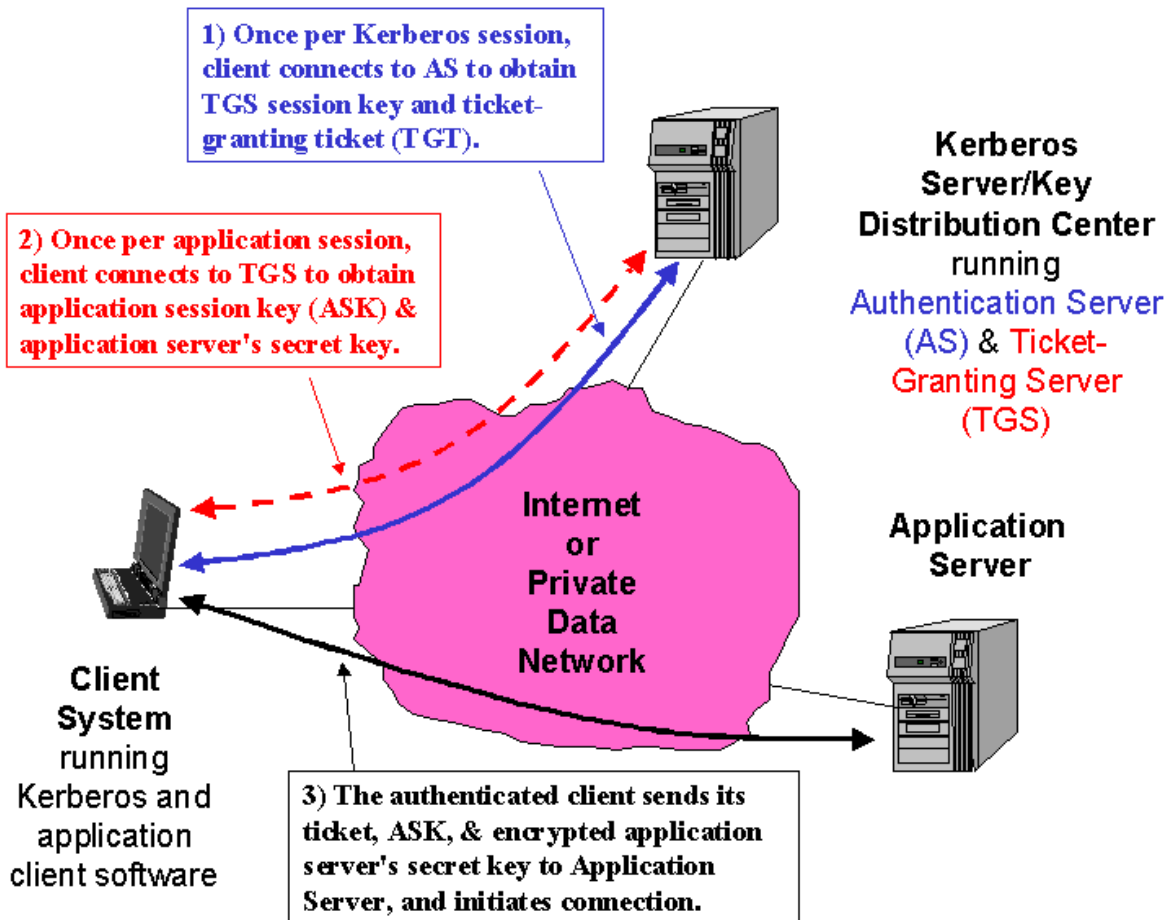 1) Once per Kerberos session,
client connects to AS to obtain
TGS session key and ticket-
granting ticket (TGT).
2) Once per application session,
client connects to TGS to obtain
application session key (ASK) &
application server's secret key.
Kerberos
Server/Key
Distribution Center
running
Authentication Server
(AS) & Ticket-
Granting Server
(TGS)
Internet
or
Private
Data
Network
Application
Server
Client
System
running
Kerberos and
application
client software
3) The authenticated client sends its
ticket, ASK, & encrypted application
server's secret key to Application
Server, and initiates connection.